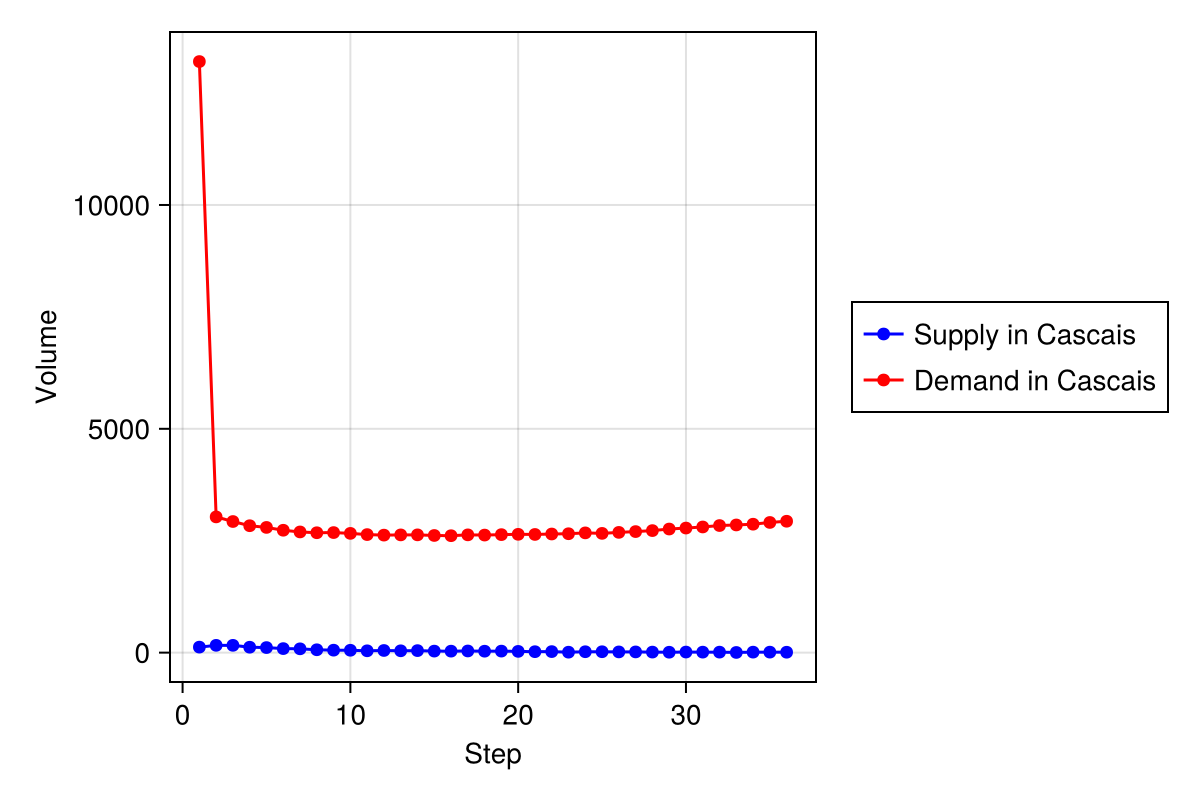 10000
5000
0
Volume
0 10 20 30
Step
Supply in Cascais
Demand in Cascais